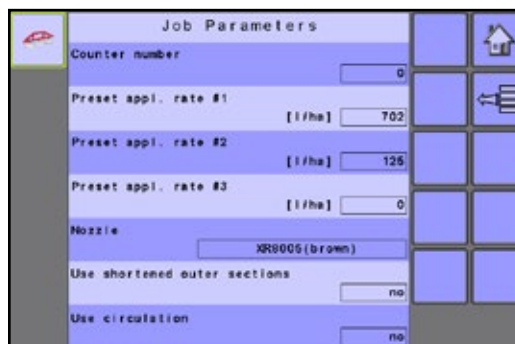 Job Parameters
Counter number
0
Preset appl. rate #1
[l/ha] 702
Preset appl. rate #2
[l/ha] 125
Preset appl. rate #3
[l/ha] 0
Nozzle
XR8005(brown)
Use shortened outer sections
no
Use circulation
no